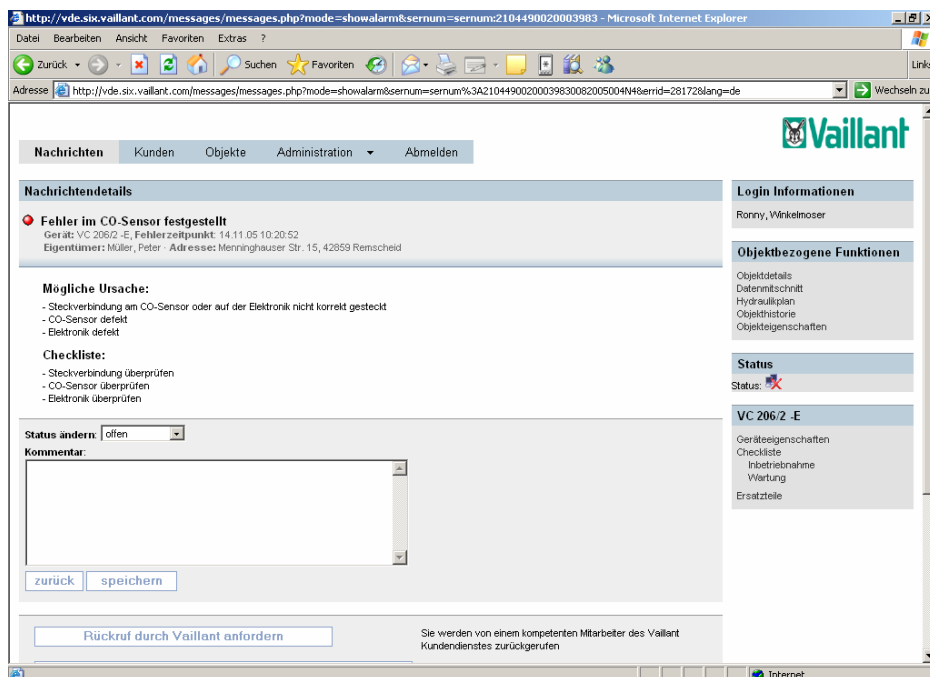 http://vde.six.vaillant.com/messages/messages.php?mode=showalarm&sernum=sernum:2104490020003983 - Microsoft Internet Explorer
Datei Bearbeiten Ansicht Favoriten Extras ?
Zurück Suchen Favoriten Links
Adresse http://vde.six.vaillant.com/messages/messages.php?mode=showalarm&sernum=sernum%3A21044900200039830082005004N4&errid=28172&lang=de Wechseln zu
Vaillant
Nachrichten Kunden Objekte Administration Abmelden
Nachrichtendetails
Fehler im CO-Sensor festgestellt
Gerät: VC 206/2 -E, Fehlerzeitpunkt: 14.11.05 10:20:52
Eigentümer: Müller, Peter · Adresse: Menninghauser Str. 15, 42859 Remscheid
Mögliche Ursache:
- Steckverbindung am CO-Sensor oder auf der Elektronik nicht korrekt gesteckt
- CO-Sensor defekt
- Elektronik defekt
Checkliste:
- Steckverbindung überprüfen
- CO-Sensor überprüfen
- Elektronik überprüfen
Status ändern: offen
Kommentar:
zurück speichern
Rückruf durch Vaillant anfordern
Sie werden von einem kompetenten Mitarbeiter des Vaillant
Kundendienstes zurückgerufen
Login Informationen
Ronny, Winkelmoser
Objektbezogene Funktionen
Objektdetails
Datenmitschnitt
Hydraulikplan
Objekthistorie
Objekteigenschaften
Status
Status:
VC 206/2 -E
Geräteeigenschaften
Checkliste
Inbetriebnahme
Wartung
Ersatzteile
Internet